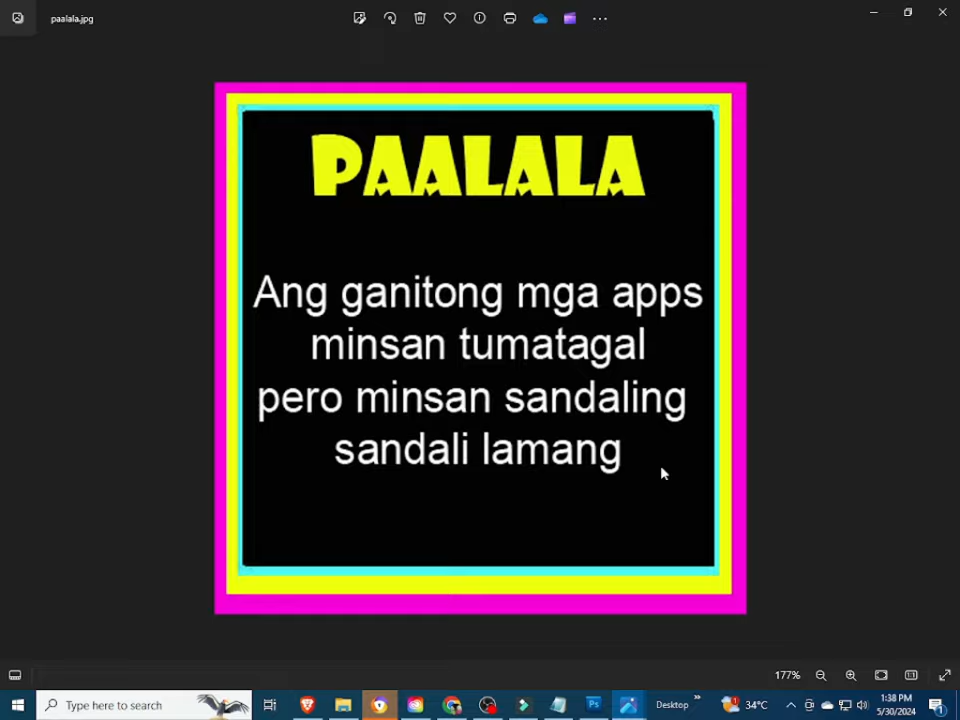 paalala.jpg
PAALALA
Ang ganitong mga apps
minsan tumatagal
pero minsan sandaling
sandali lamang
177%
Type here to search
Desktop
34°C
1:38 PM
5/30/2024